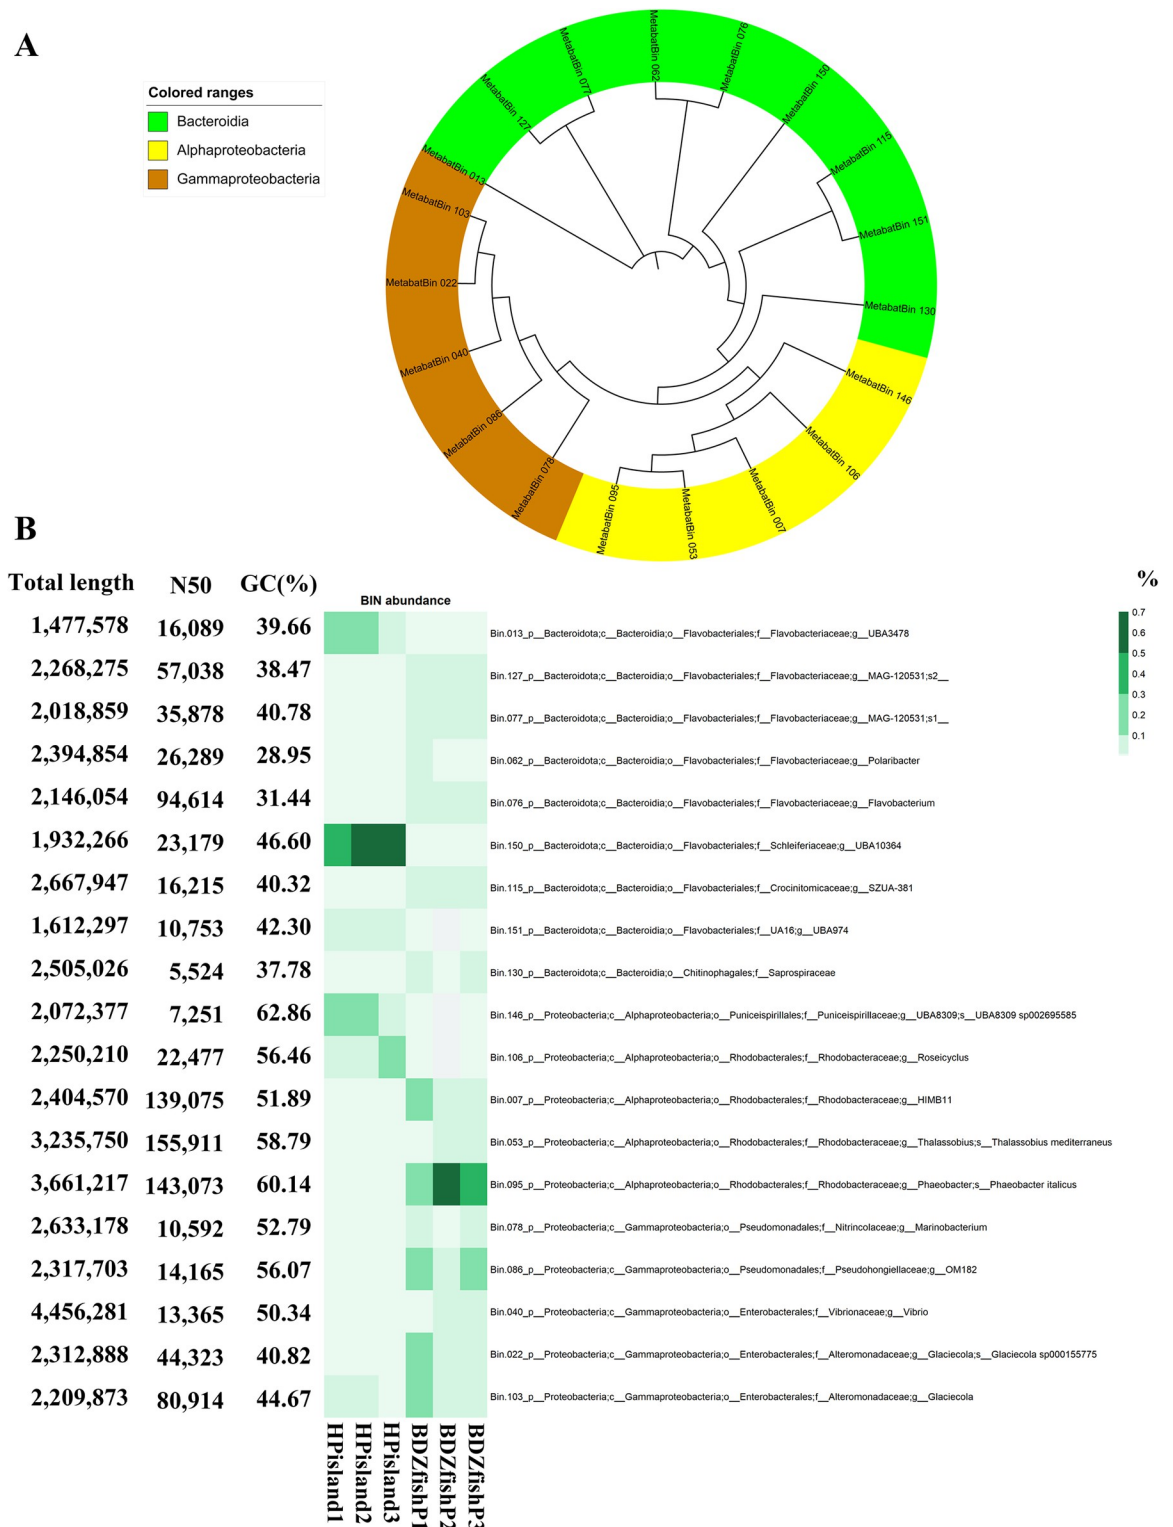 A
Colored ranges
Bacteroidia
Alphaproteobacteria
Gammaproteobacteria
MetabatBin 013
MetabatBin 127
MetabatBin 077
MetabatBin 062
MetabatBin 076
MetabatBin 150
MetabatBin 115
MetabatBin 151
MetabatBin 130
MetabatBin 146
MetabatBin 106
MetabatBin 007
MetabatBin 053
MetabatBin 095
MetabatBin 078
MetabatBin 086
MetabatBin 040
MetabatBin 022
MetabatBin 103
B
Total length N50 GC(%)
BIN abundance
%
0.7
0.6
0.5
0.4
0.3
0.2
0.1
1,477,578 16,089 39.66 Bin.013_p__Bacteroidota;c__Bacteroidia;o__Flavobacteriales;f__Flavobacteriaceae;g__UBA3478
2,268,275 57,038 38.47 Bin.127_p__Bacteroidota;c__Bacteroidia;o__Flavobacteriales;f__Flavobacteriaceae;g__MAG-120531;s2__
2,018,859 35,878 40.78 Bin.077_p__Bacteroidota;c__Bacteroidia;o__Flavobacteriales;f__Flavobacteriaceae;g__MAG-120531;s1__
2,394,854 26,289 28.95 Bin.062_p__Bacteroidota;c__Bacteroidia;o__Flavobacteriales;f__Flavobacteriaceae;g__Polaribacter
2,146,054 94,614 31.44 Bin.076_p__Bacteroidota;c__Bacteroidia;o__Flavobacteriales;f__Flavobacteriaceae;g__Flavobacterium
1,932,266 23,179 46.60 Bin.150_p__Bacteroidota;c__Bacteroidia;o__Flavobacteriales;f__Schleiferiaceae;g__UBA10364
2,667,947 16,215 40.32 Bin.115_p__Bacteroidota;c__Bacteroidia;o__Flavobacteriales;f__Crocinitomicaceae;g__SZUA-381
1,612,297 10,753 42.30 Bin.151_p__Bacteroidota;c__Bacteroidia;o__Flavobacteriales;f__UA16;g__UBA974
2,505,026 5,524 37.78 Bin.130_p__Bacteroidota;c__Bacteroidia;o__Chitinophagales;f__Saprospiraceae
2,072,377 7,251 62.86 Bin.146_p__Proteobacteria;c__Alphaproteobacteria;o__Puniceispirillales;f__Puniceispirillaceae;g__UBA8309;s__UBA8309 sp002695585
2,250,210 22,477 56.46 Bin.106_p__Proteobacteria;c__Alphaproteobacteria;o__Rhodobacterales;f__Rhodobacteraceae;g__Roseicyclus
2,404,570 139,075 51.89 Bin.007_p__Proteobacteria;c__Alphaproteobacteria;o__Rhodobacterales;f__Rhodobacteraceae;g__HIMB11
3,235,750 155,911 58.79 Bin.053_p__Proteobacteria;c__Alphaproteobacteria;o__Rhodobacterales;f__Rhodobacteraceae;g__Thalassobius;s__Thalassobius mediterraneus
3,661,217 143,073 60.14 Bin.095_p__Proteobacteria;c__Alphaproteobacteria;o__Rhodobacterales;f__Rhodobacteraceae;g__Phaeobacter;s__Phaeobacter italicus
2,633,178 10,592 52.79 Bin.078_p__Proteobacteria;c__Gammaproteobacteria;o__Pseudomonadales;f__Nitrincolaceae;g__Marinobacterium
2,317,703 14,165 56.07 Bin.086_p__Proteobacteria;c__Gammaproteobacteria;o__Pseudomonadales;f__Pseudohongiellaceae;g__OM182
4,456,281 13,365 50.34 Bin.040_p__Proteobacteria;c__Gammaproteobacteria;o__Enterobacterales;f__Vibrionaceae;g__Vibrio
2,312,888 44,323 40.82 Bin.022_p__Proteobacteria;c__Gammaproteobacteria;o__Enterobacterales;f__Alteromonadaceae;g__Glaciecola;s__Glaciecola sp000155775
2,209,873 80,914 44.67 Bin.103_p__Proteobacteria;c__Gammaproteobacteria;o__Enterobacterales;f__Alteromonadaceae;g__Glaciecola
HPisland1
HPisland2
HPisland3
BDZfishP1
BDZfishP2
BDZfishP3